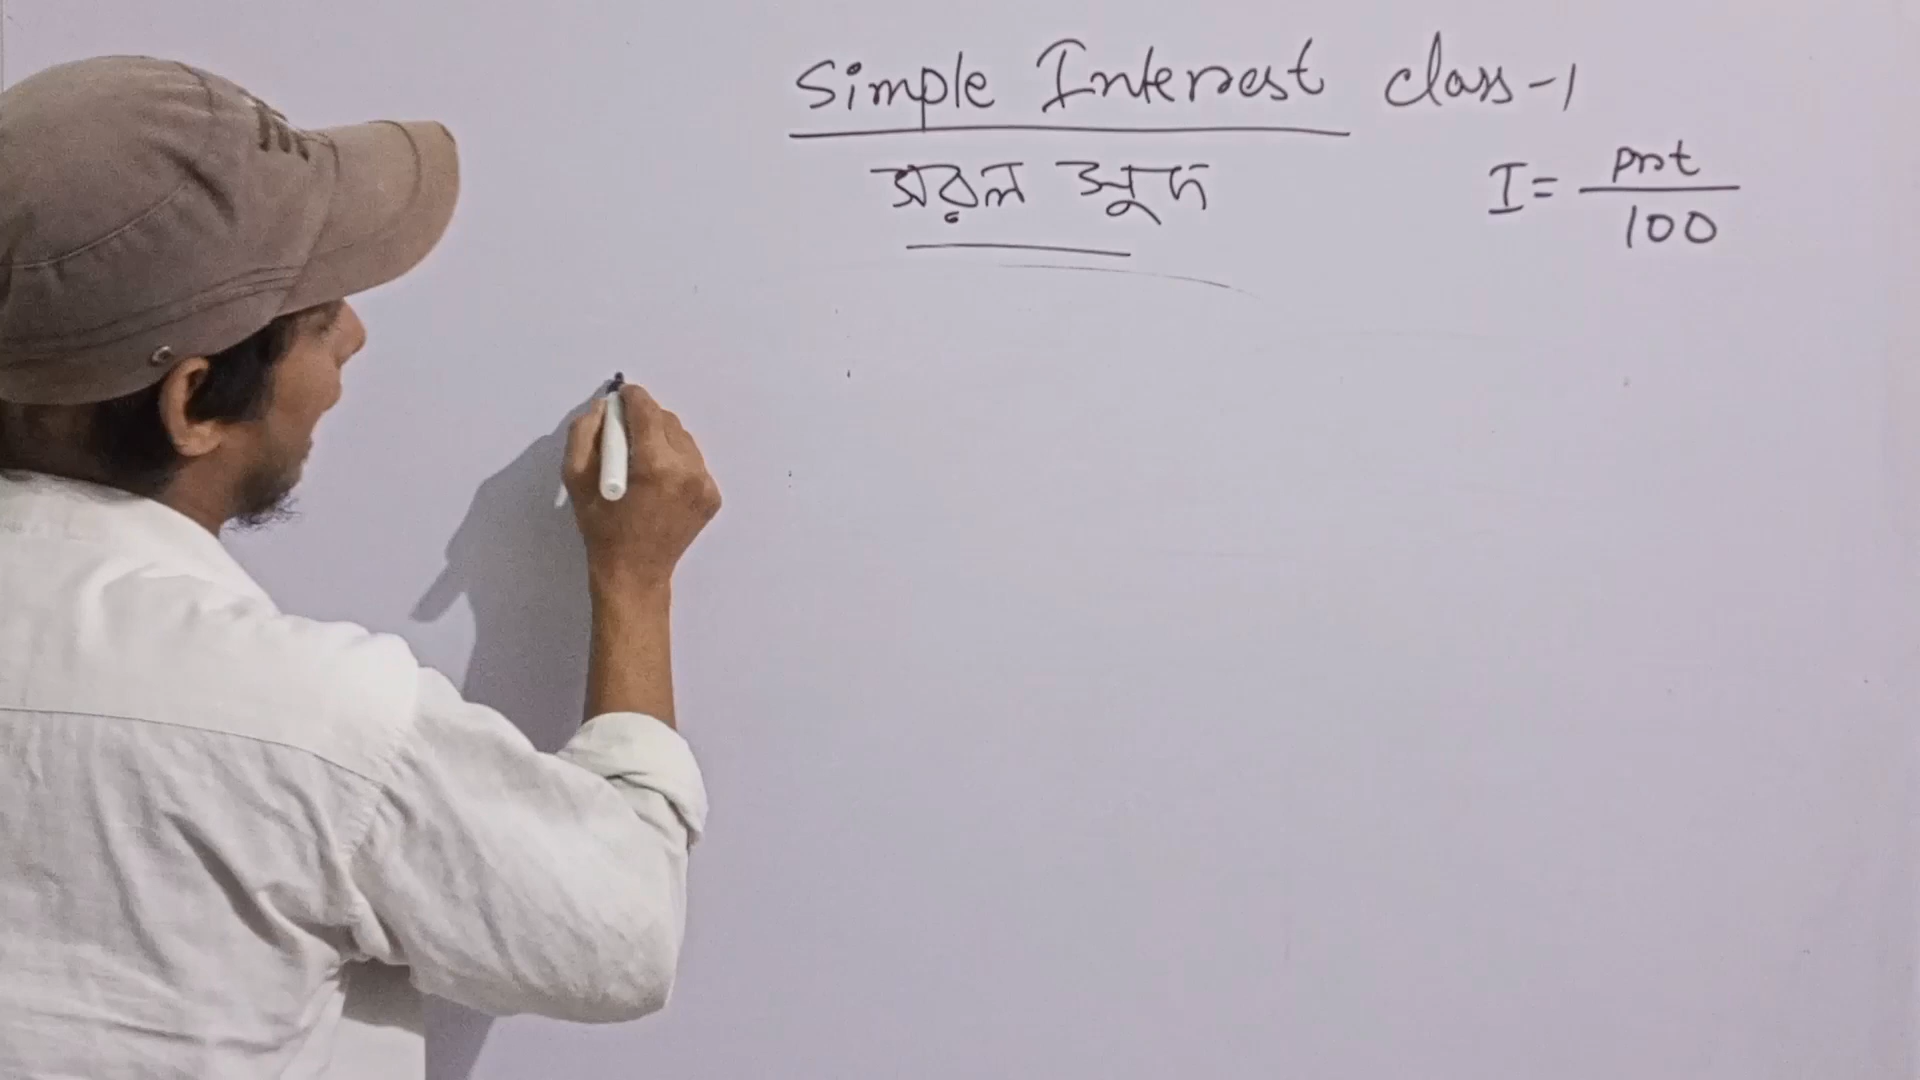 Simple Interest class-1
সরল সুদ
I = prt / 100